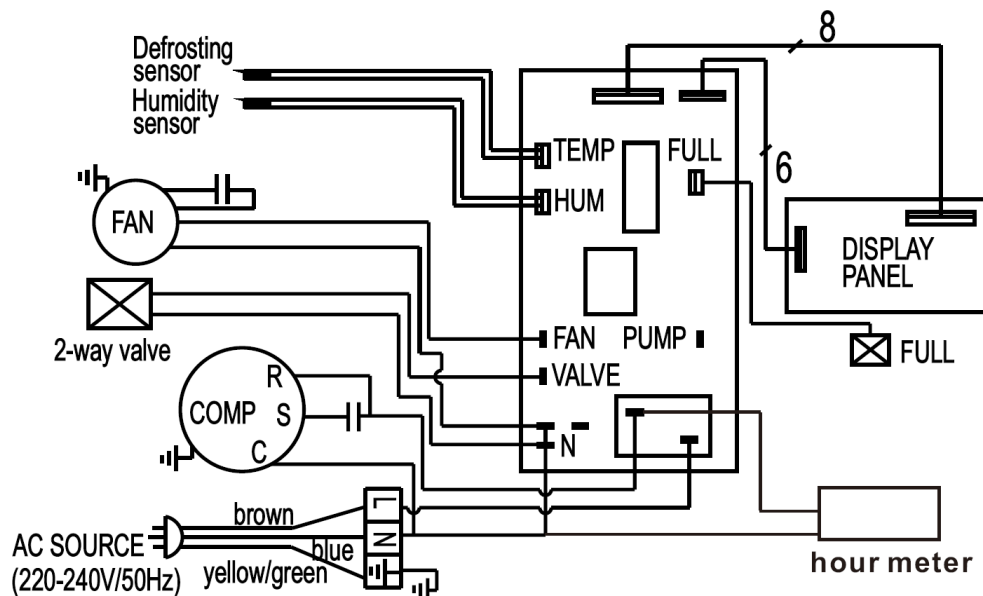 Defrosting
sensor
Humidity
sensor
8
TEMP
FULL
6
HUM
FAN
DISPLAY
PANEL
2-way valve
FAN
PUMP
FULL
VALVE
R
COMP
S
C
N
brown
L
AC SOURCE
N
blue
(220-240V/50Hz)
yellow/green
hour meter